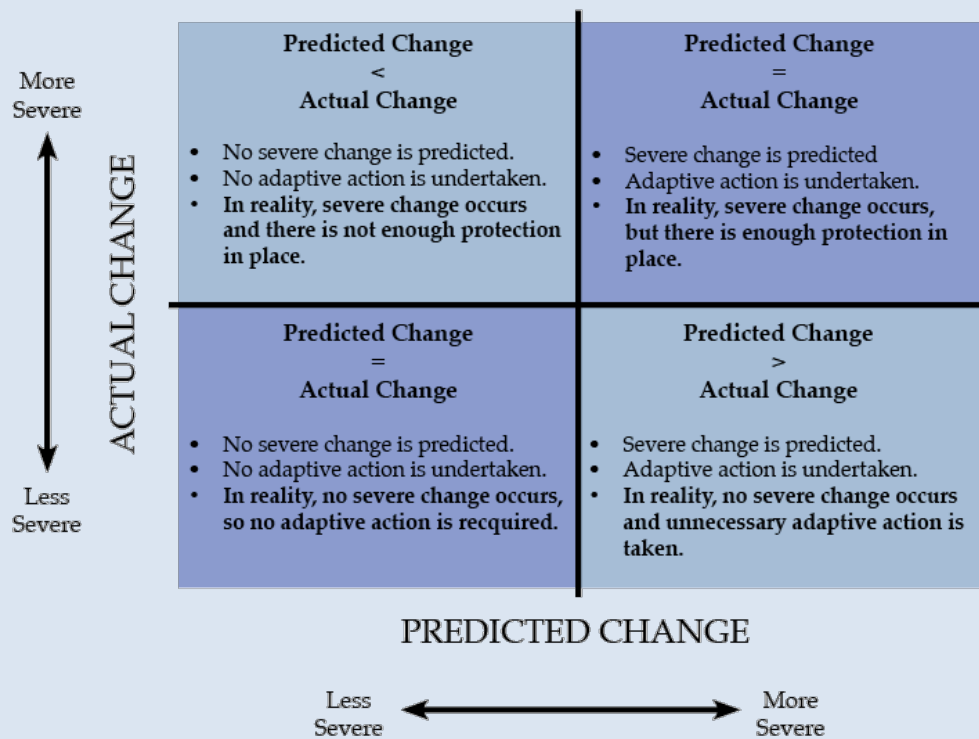 More
Severe
ACTUAL CHANGE
Less
Severe
Predicted Change
<
Actual Change
• No severe change is predicted.
• No adaptive action is undertaken.
• In reality, severe change occurs
and there is not enough protection
in place.
Predicted Change
=
Actual Change
• Severe change is predicted
• Adaptive action is undertaken.
• In reality, severe change occurs,
but there is enough protection in
place.
Predicted Change
=
Actual Change
• No severe change is predicted.
• No adaptive action is undertaken.
• In reality, no severe change occurs,
so no adaptive action is recquired.
Predicted Change
>
Actual Change
• Severe change is predicted.
• Adaptive action is undertaken.
• In reality, no severe change occurs
and unnecessary adaptive action is
taken.
PREDICTED CHANGE
Less
Severe
More
Severe